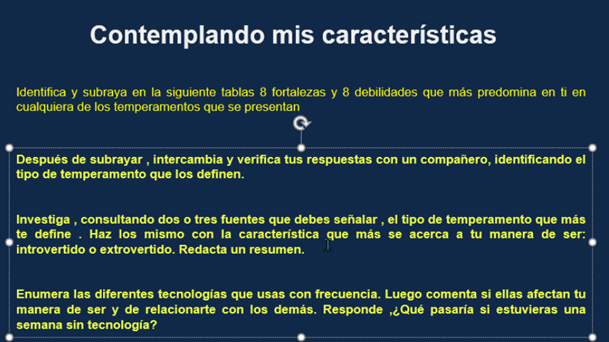 Contemplando mis características
Identifica y subraya en la siguiente tablas 8 fortalezas y 8 debilidades que más predomina en ti en
cualquiera de los temperamentos que se presentan
Después de subrayar , intercambia y verifica tus respuestas con un compañero, identificando el
tipo de temperamento que los definen.
Investiga , consultando dos o tres fuentes que debes señalar , el tipo de temperamento que más
te define . Haz los mismo con la característica que más se acerca a tu manera de ser:
introvertido o extrovertido. Redacta un resumen.
Enumera las diferentes tecnologías que usas con frecuencia. Luego comenta si ellas afectan tu
manera de ser y de relacionarte con los demás. Responde ,¿Qué pasaría si estuvieras una
semana sin tecnología?